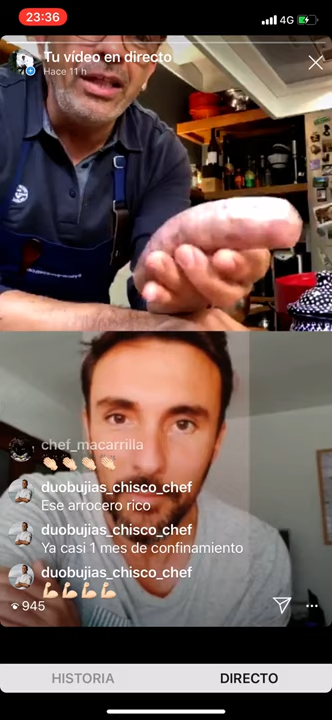 23:36
4G
Tu vídeo en directo
Hace 11 h
chef_macarrilla
👏🏻👏🏻👏🏻👏🏻
duobujias_chisco_chef
Ese arrocero rico
duobujias_chisco_chef
Ya casi 1 mes de confinamiento
duobujias_chisco_chef
💪🏼💪🏼💪🏼💪🏼
945
HISTORIA
DIRECTO